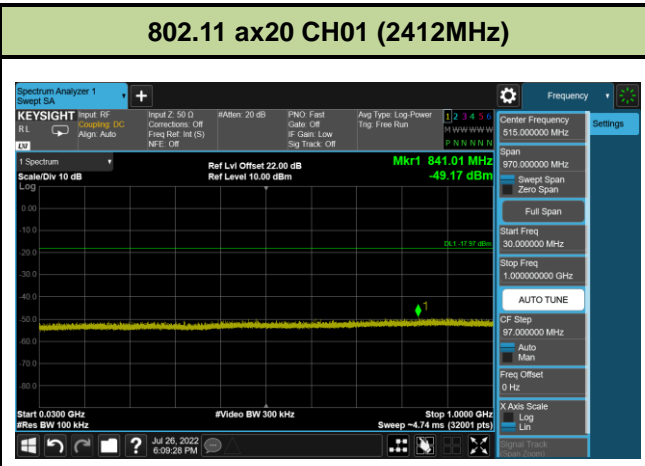 802.11 ax20 CH01 (2412MHz)
Spectrum Analyzer 1
Swept SA
Frequency
KEYSIGHT
RL
LXI
Input: RF
Coupling: DC
Align: Auto
Input Z: 50 Ω
Corrections: Off
Freq Ref: Int (S)
NFE: Off
#Atten: 20 dB
PNO: Fast
Gate: Off
IF Gain: Low
Sig Track: Off
Avg Type: Log-Power
Trig: Free Run
1 2 3 4 5 6
M W W W W W
P N N N N N
Center Frequency
515.000000 MHz
Settings
1 Spectrum
Scale/Div 10 dB
Log
Ref Lvl Offset 22.00 dB
Ref Level 10.00 dBm
Mkr1 841.01 MHz
-49.17 dBm
Span
970.000000 MHz
Swept Span
Zero Span
Full Span
Start Freq
30.000000 MHz
Stop Freq
1.000000000 GHz
AUTO TUNE
CF Step
97.000000 MHz
Auto
Man
Freq Offset
0 Hz
X Axis Scale
Log
Lin
Signal Track
(Span Zoom)
0.00
-10.0
DL1 -17.97 dBm
-20.0
-30.0
-40.0
1
-50.0
-60.0
-70.0
-80.0
Start 0.0300 GHz
#Res BW 100 kHz
#Video BW 300 kHz
Stop 1.0000 GHz
Sweep ~4.74 ms (32001 pts)
?
Jul 26, 2022
6:09:28 PM